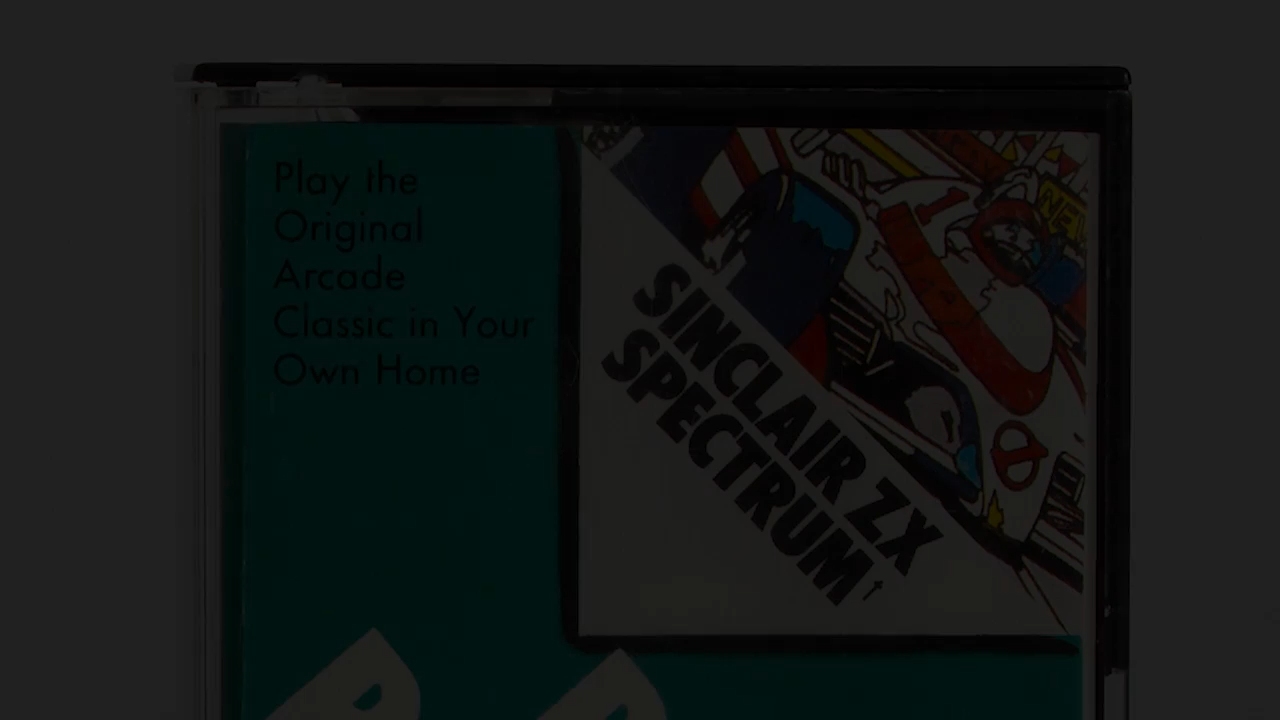 Play the
Original
Arcade
Classic in Your
Own Home
SINCLAIR ZX
SPECTRUM†